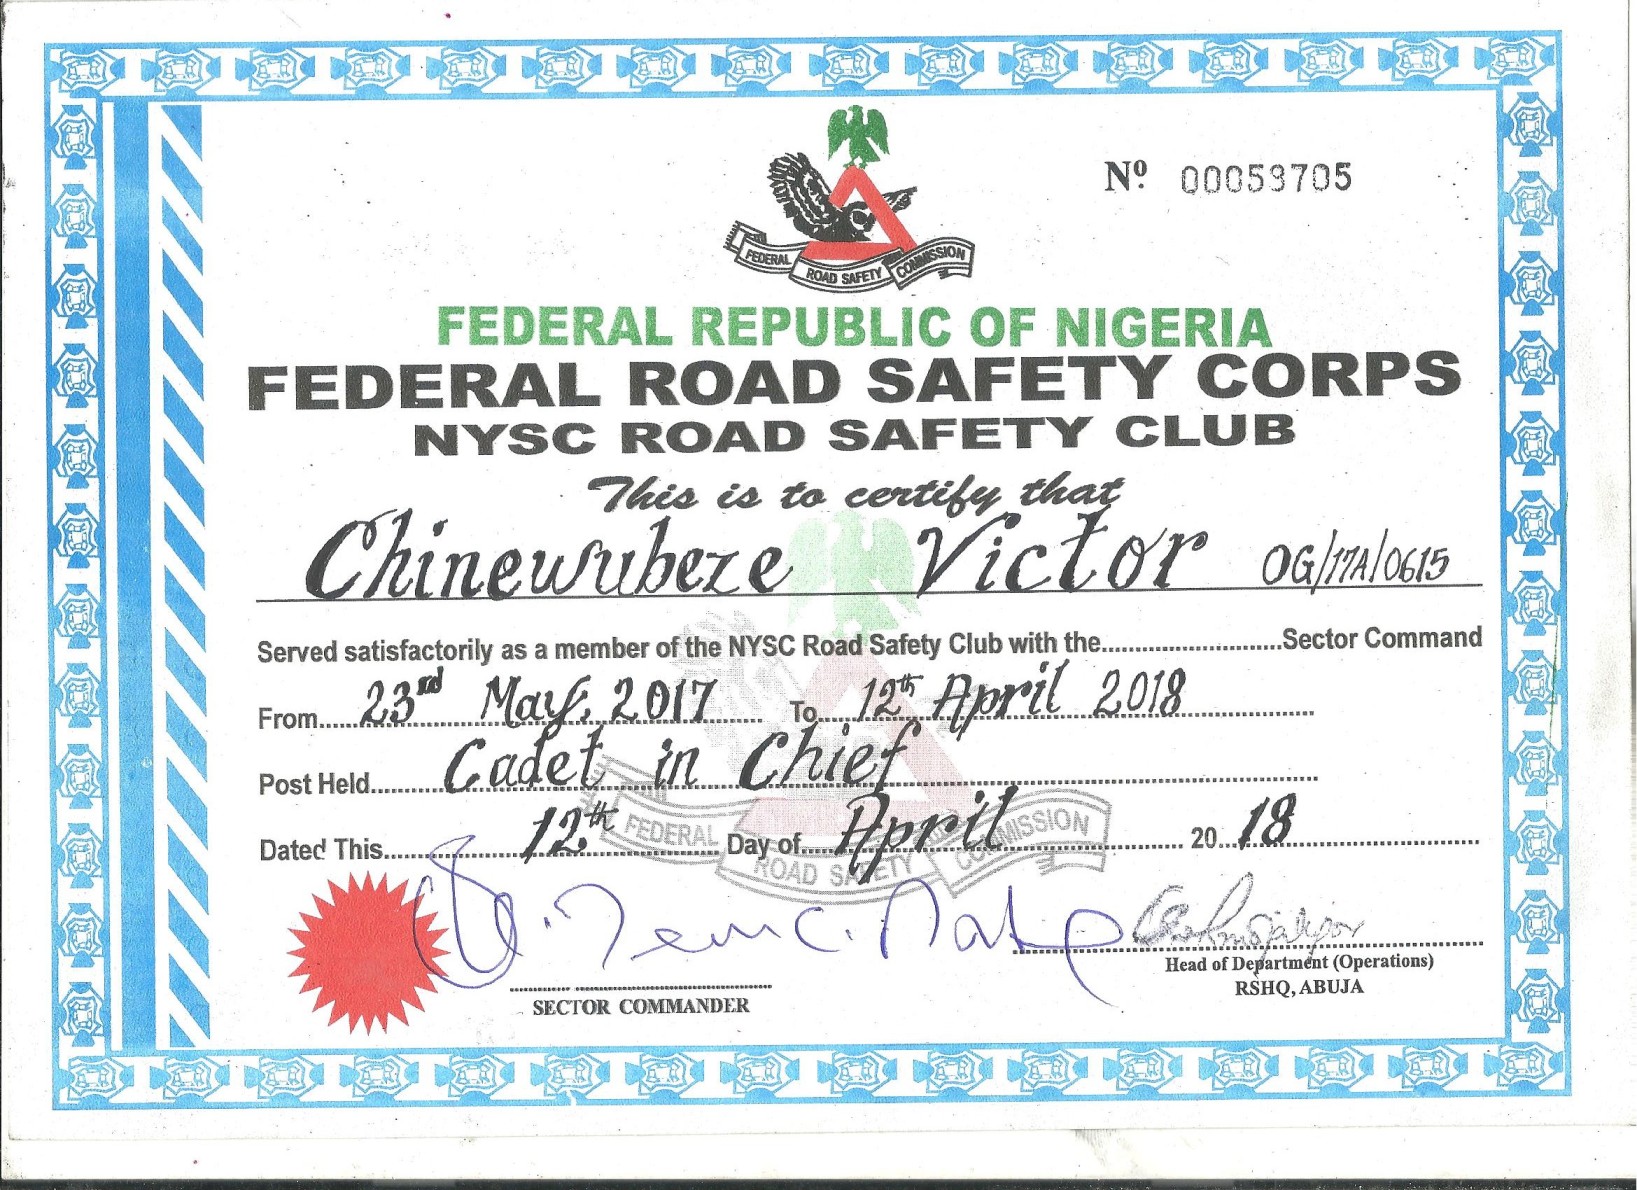 Nº 00059705
FEDERAL ROAD SAFETY COMMISSION
FEDERAL REPUBLIC OF NIGERIA
FEDERAL ROAD SAFETY CORPS
NYSC ROAD SAFETY CLUB
This is to certify that
Chinewubeze Victor OG/17A/0615
Served satisfactorily as a member of the NYSC Road Safety Club with the..............................Sector Command
From.....23rd May, 2017 To.....12th April 2018
Post Held.....Cadet in Chief
Dated This.....12th Day of.....April 20..18
FEDERAL ROAD SAFETY COMMISSION
SECTOR COMMANDER
Head of Department (Operations)
RSHQ, ABUJA